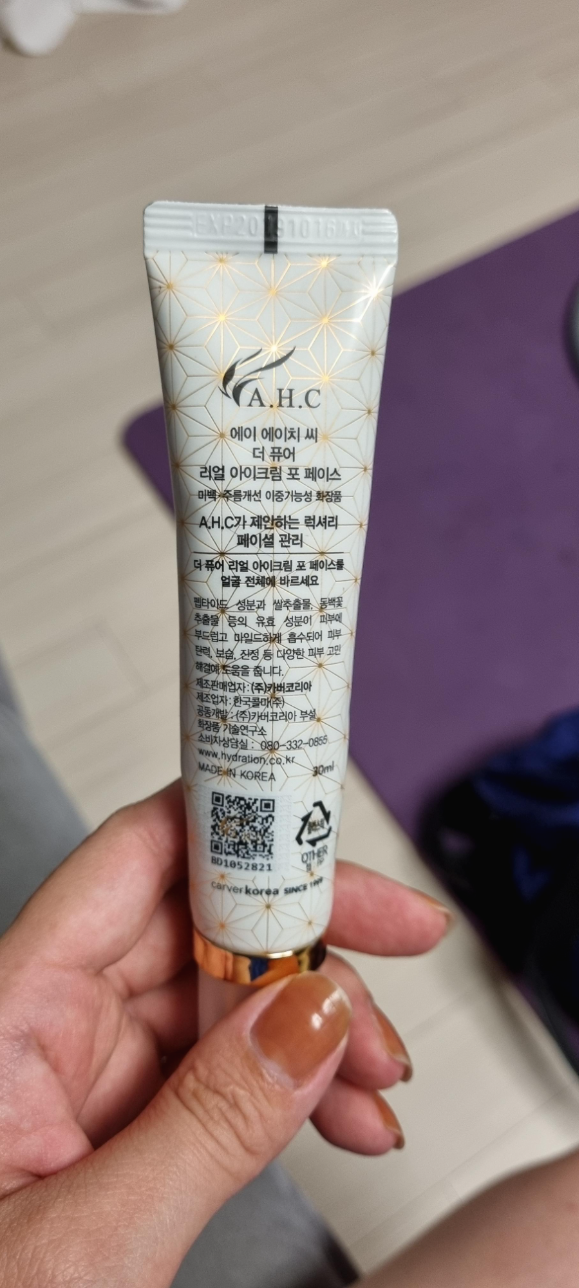 A.H.C
에이 에이치 씨
더 퓨어
리얼 아이크림 포 페이스
미백·주름개선 이중기능성 화장품
A.H.C가 제안하는 럭셔리
페이셜 관리
더 퓨어 리얼 아이크림 포 페이스를
얼굴 전체에 바르세요
펩타이드 성분과 쌀추출물, 동백꽃
추출물 등의 유효 성분이 피부에
부드럽고 마일드하게 흡수되어 피부
탄력, 보습, 진정 등 다양한 피부 고민
해결에 도움을 줍니다.
제조판매업자 : (주)카버코리아
제조업자 : 한국콜마(주)
공동개발 : (주)카버코리아 부설
화장품 기술연구소
소비자상담실 : 080-332-0855
www.hydration.co.kr
MADE IN KOREA 30ml
BD1052821
OTHER
carverkorea SINCE 1999